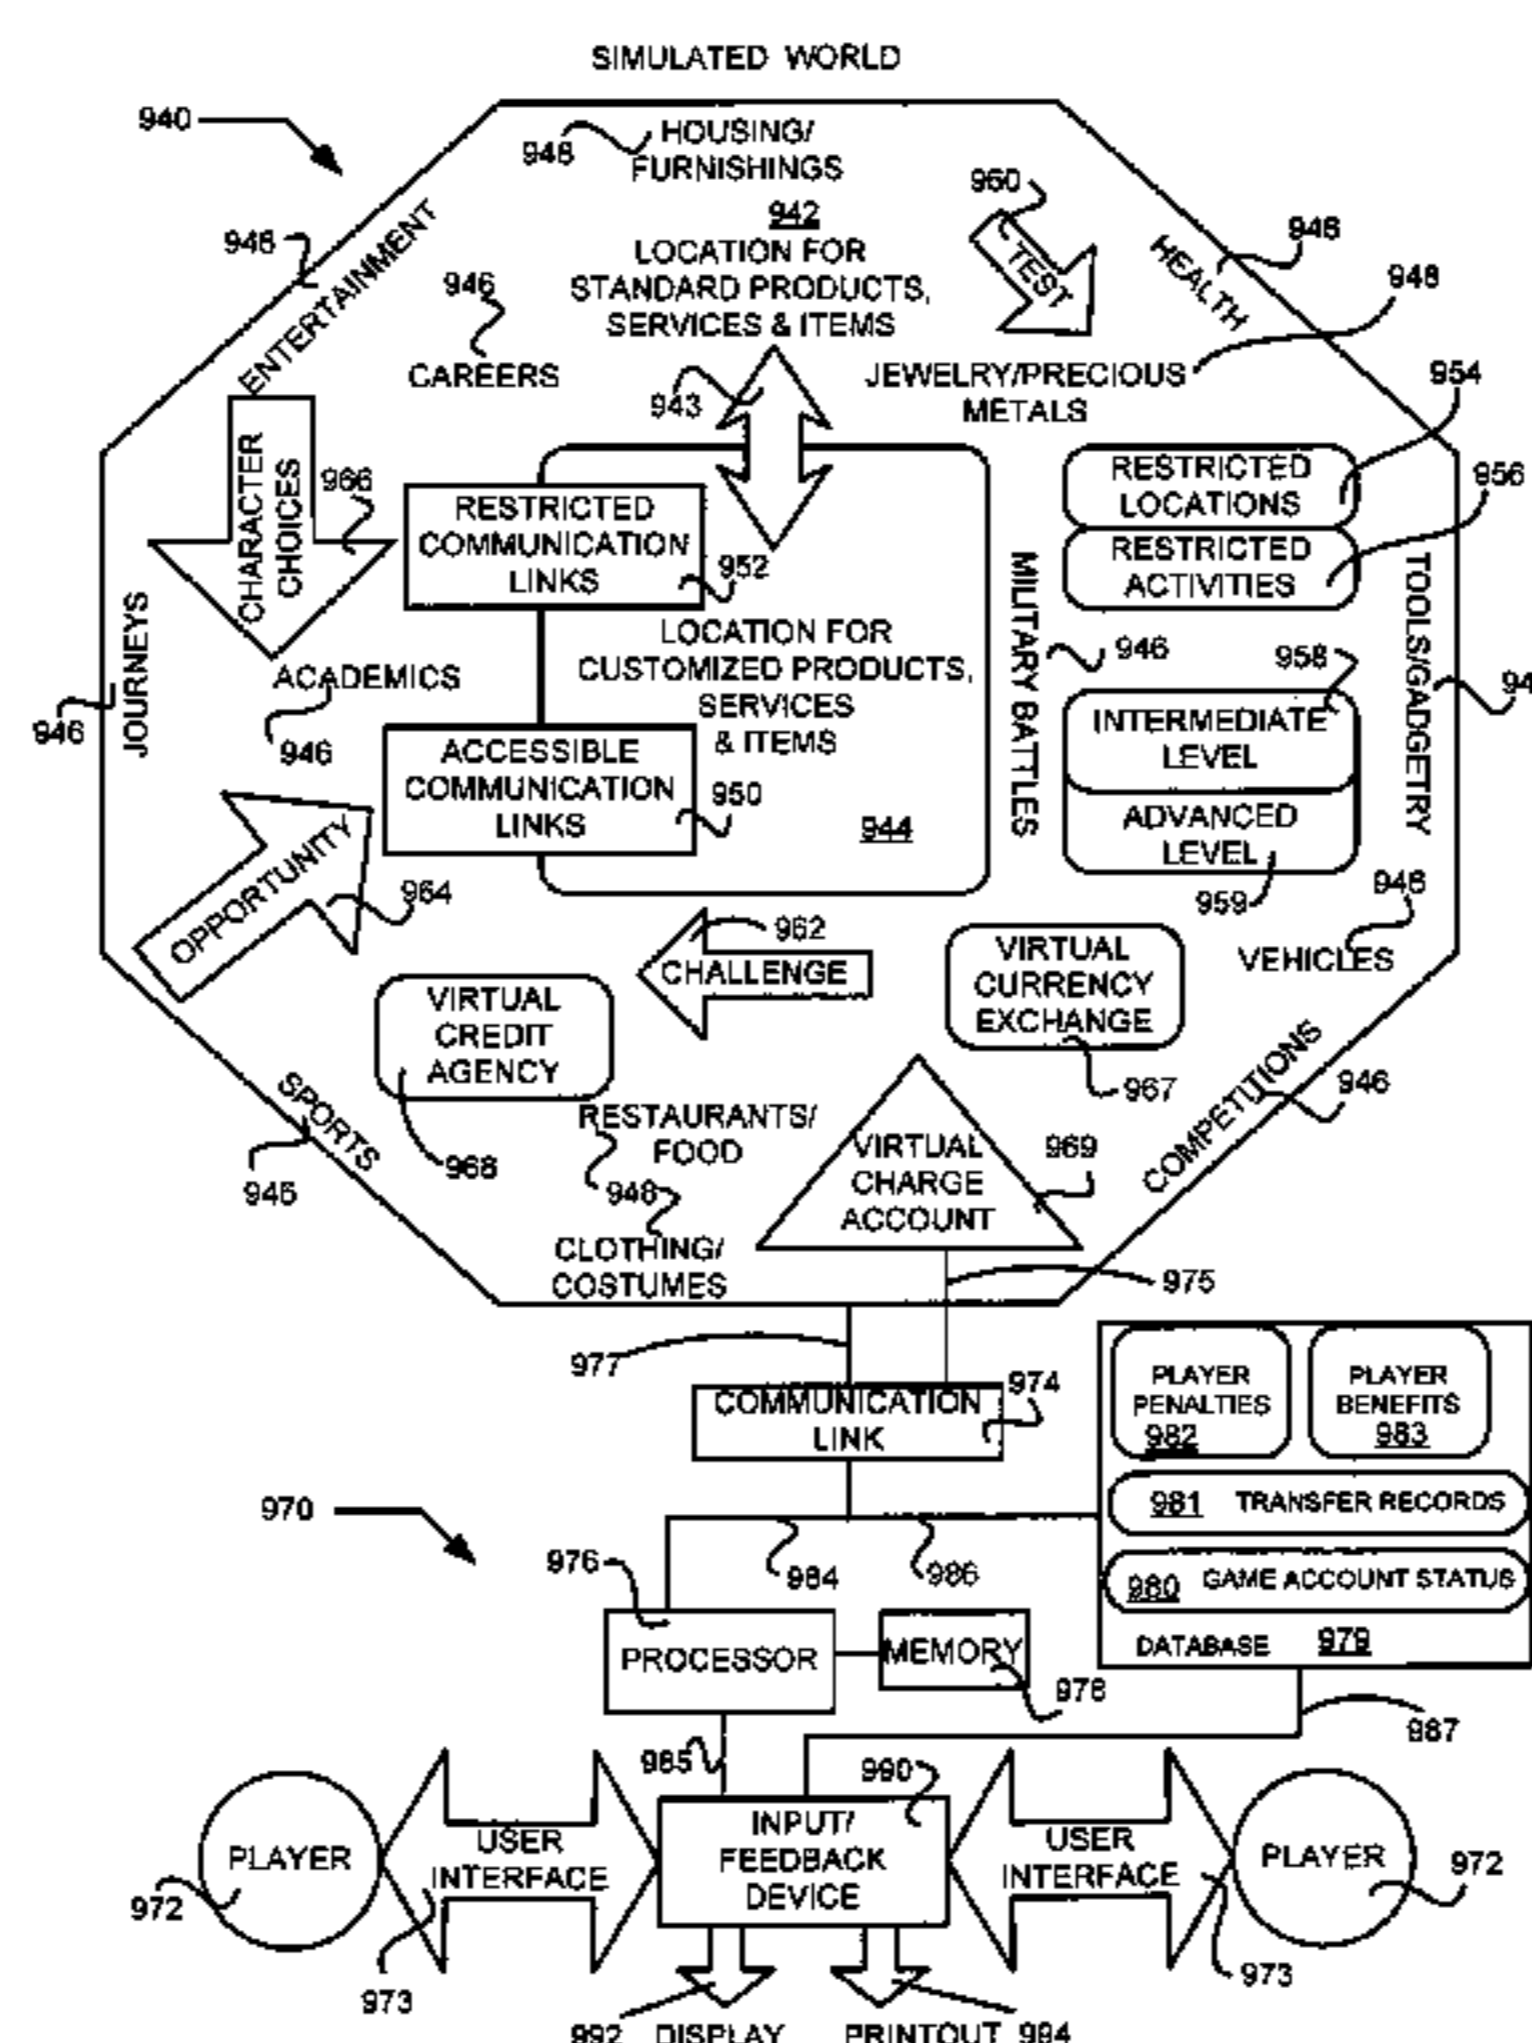 SIMULATED WORLD
940
948
HOUSING/
FURNISHINGS
960
TEST
946
ENTERTAINMENT
942
LOCATION FOR
STANDARD PRODUCTS,
SERVICES & ITEMS
HEALTH
948
946
CAREERS
943
JEWELRY/PRECIOUS
METALS
954
RESTRICTED
LOCATIONS
956
RESTRICTED
ACTIVITIES
CHARACTER
CHOICES
966
RESTRICTED
COMMUNICATION
LINKS
952
JOURNEYS
946
ACADEMICS
946
LOCATION FOR
CUSTOMIZED PRODUCTS,
SERVICES
& ITEMS
944
MILITARY BATTLES
946
958
INTERMEDIATE
LEVEL
ADVANCED
LEVEL
959
TOOLS/GADGETRY
ACCESSIBLE
COMMUNICATION
LINKS
950
OPPORTUNITY
964
962
CHALLENGE
VIRTUAL
CURRENCY
EXCHANGE
967
VEHICLES
VIRTUAL
CREDIT
AGENCY
968
SPORTS
946
RESTAURANTS/
FOOD
948
CLOTHING/
COSTUMES
VIRTUAL
CHARGE
ACCOUNT
969
COMPETITIONS
946
975
977
COMMUNICATION
LINK
974
PLAYER
PENALTIES
982
PLAYER
BENEFITS
983
981 TRANSFER RECORDS
980 GAME ACCOUNT STATUS
DATABASE 979
970
976
984
986
PROCESSOR
MEMORY
978
985
990
987
PLAYER
972
USER
INTERFACE
973
INPUT/
FEEDBACK
DEVICE
USER
INTERFACE
973
PLAYER
972
992 DISPLAY
PRINTOUT 994